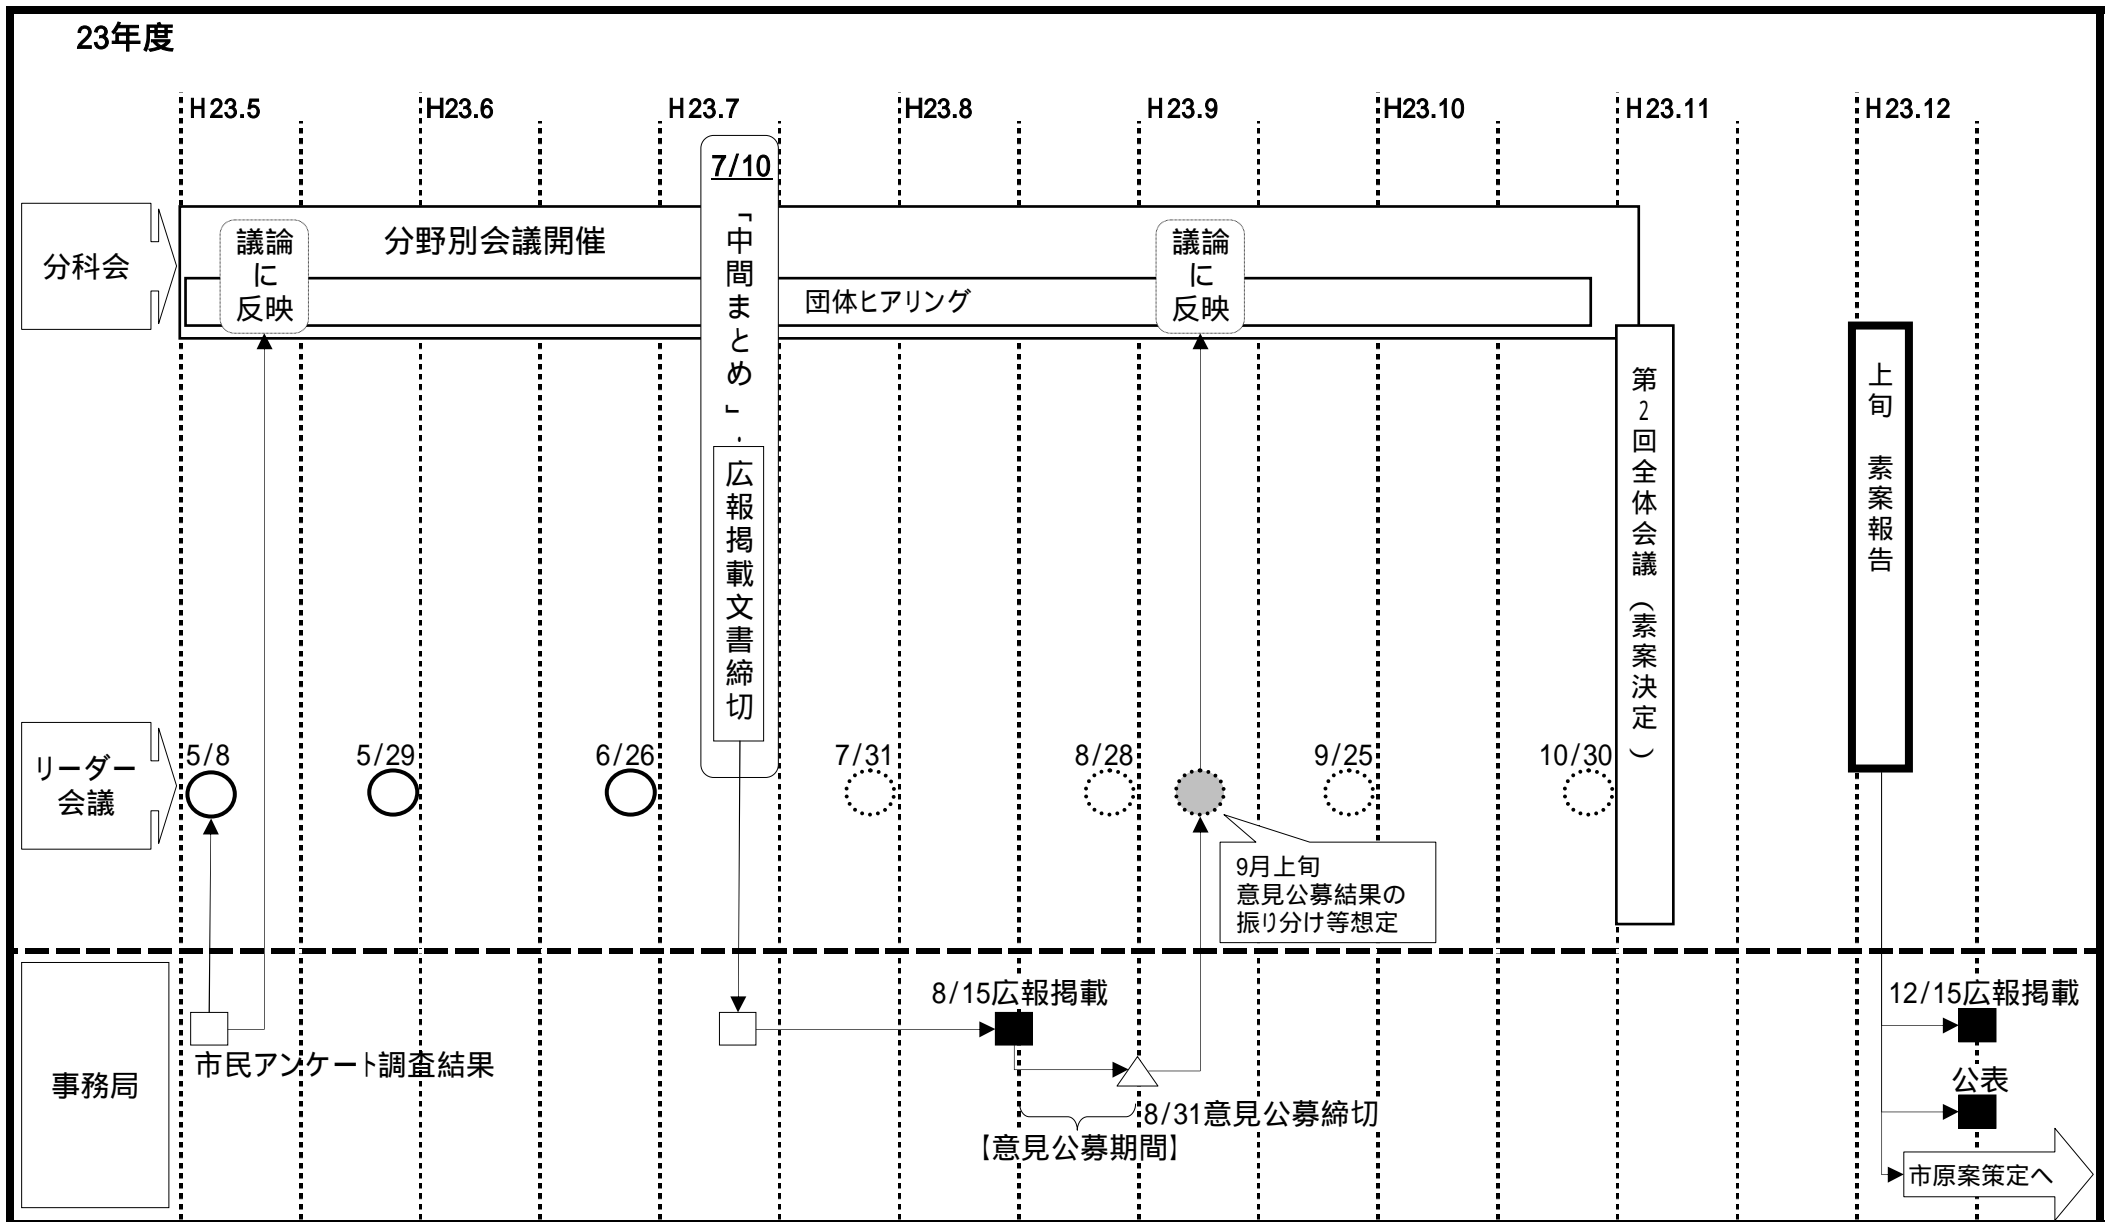 23年度
H23.5
H23.6
H23.7
H23.8
H23.9
H23.10
H23.11
H23.12
分科会
議論
に
反映
分野別会議開催
団体ヒアリング
7/10
「中間まとめ」・
広報掲載文書締切
議論
に
反映
第2回全体会議(素案決定)
上旬 素案報告
リーダー
会議
5/8
5/29
6/26
7/31
8/28
9/25
10/30
9月上旬
意見公募結果の
振り分け等想定
事務局
市民アンケート調査結果
8/15広報掲載
8/31意見公募締切
【意見公募期間】
12/15広報掲載
公表
市原案策定へ